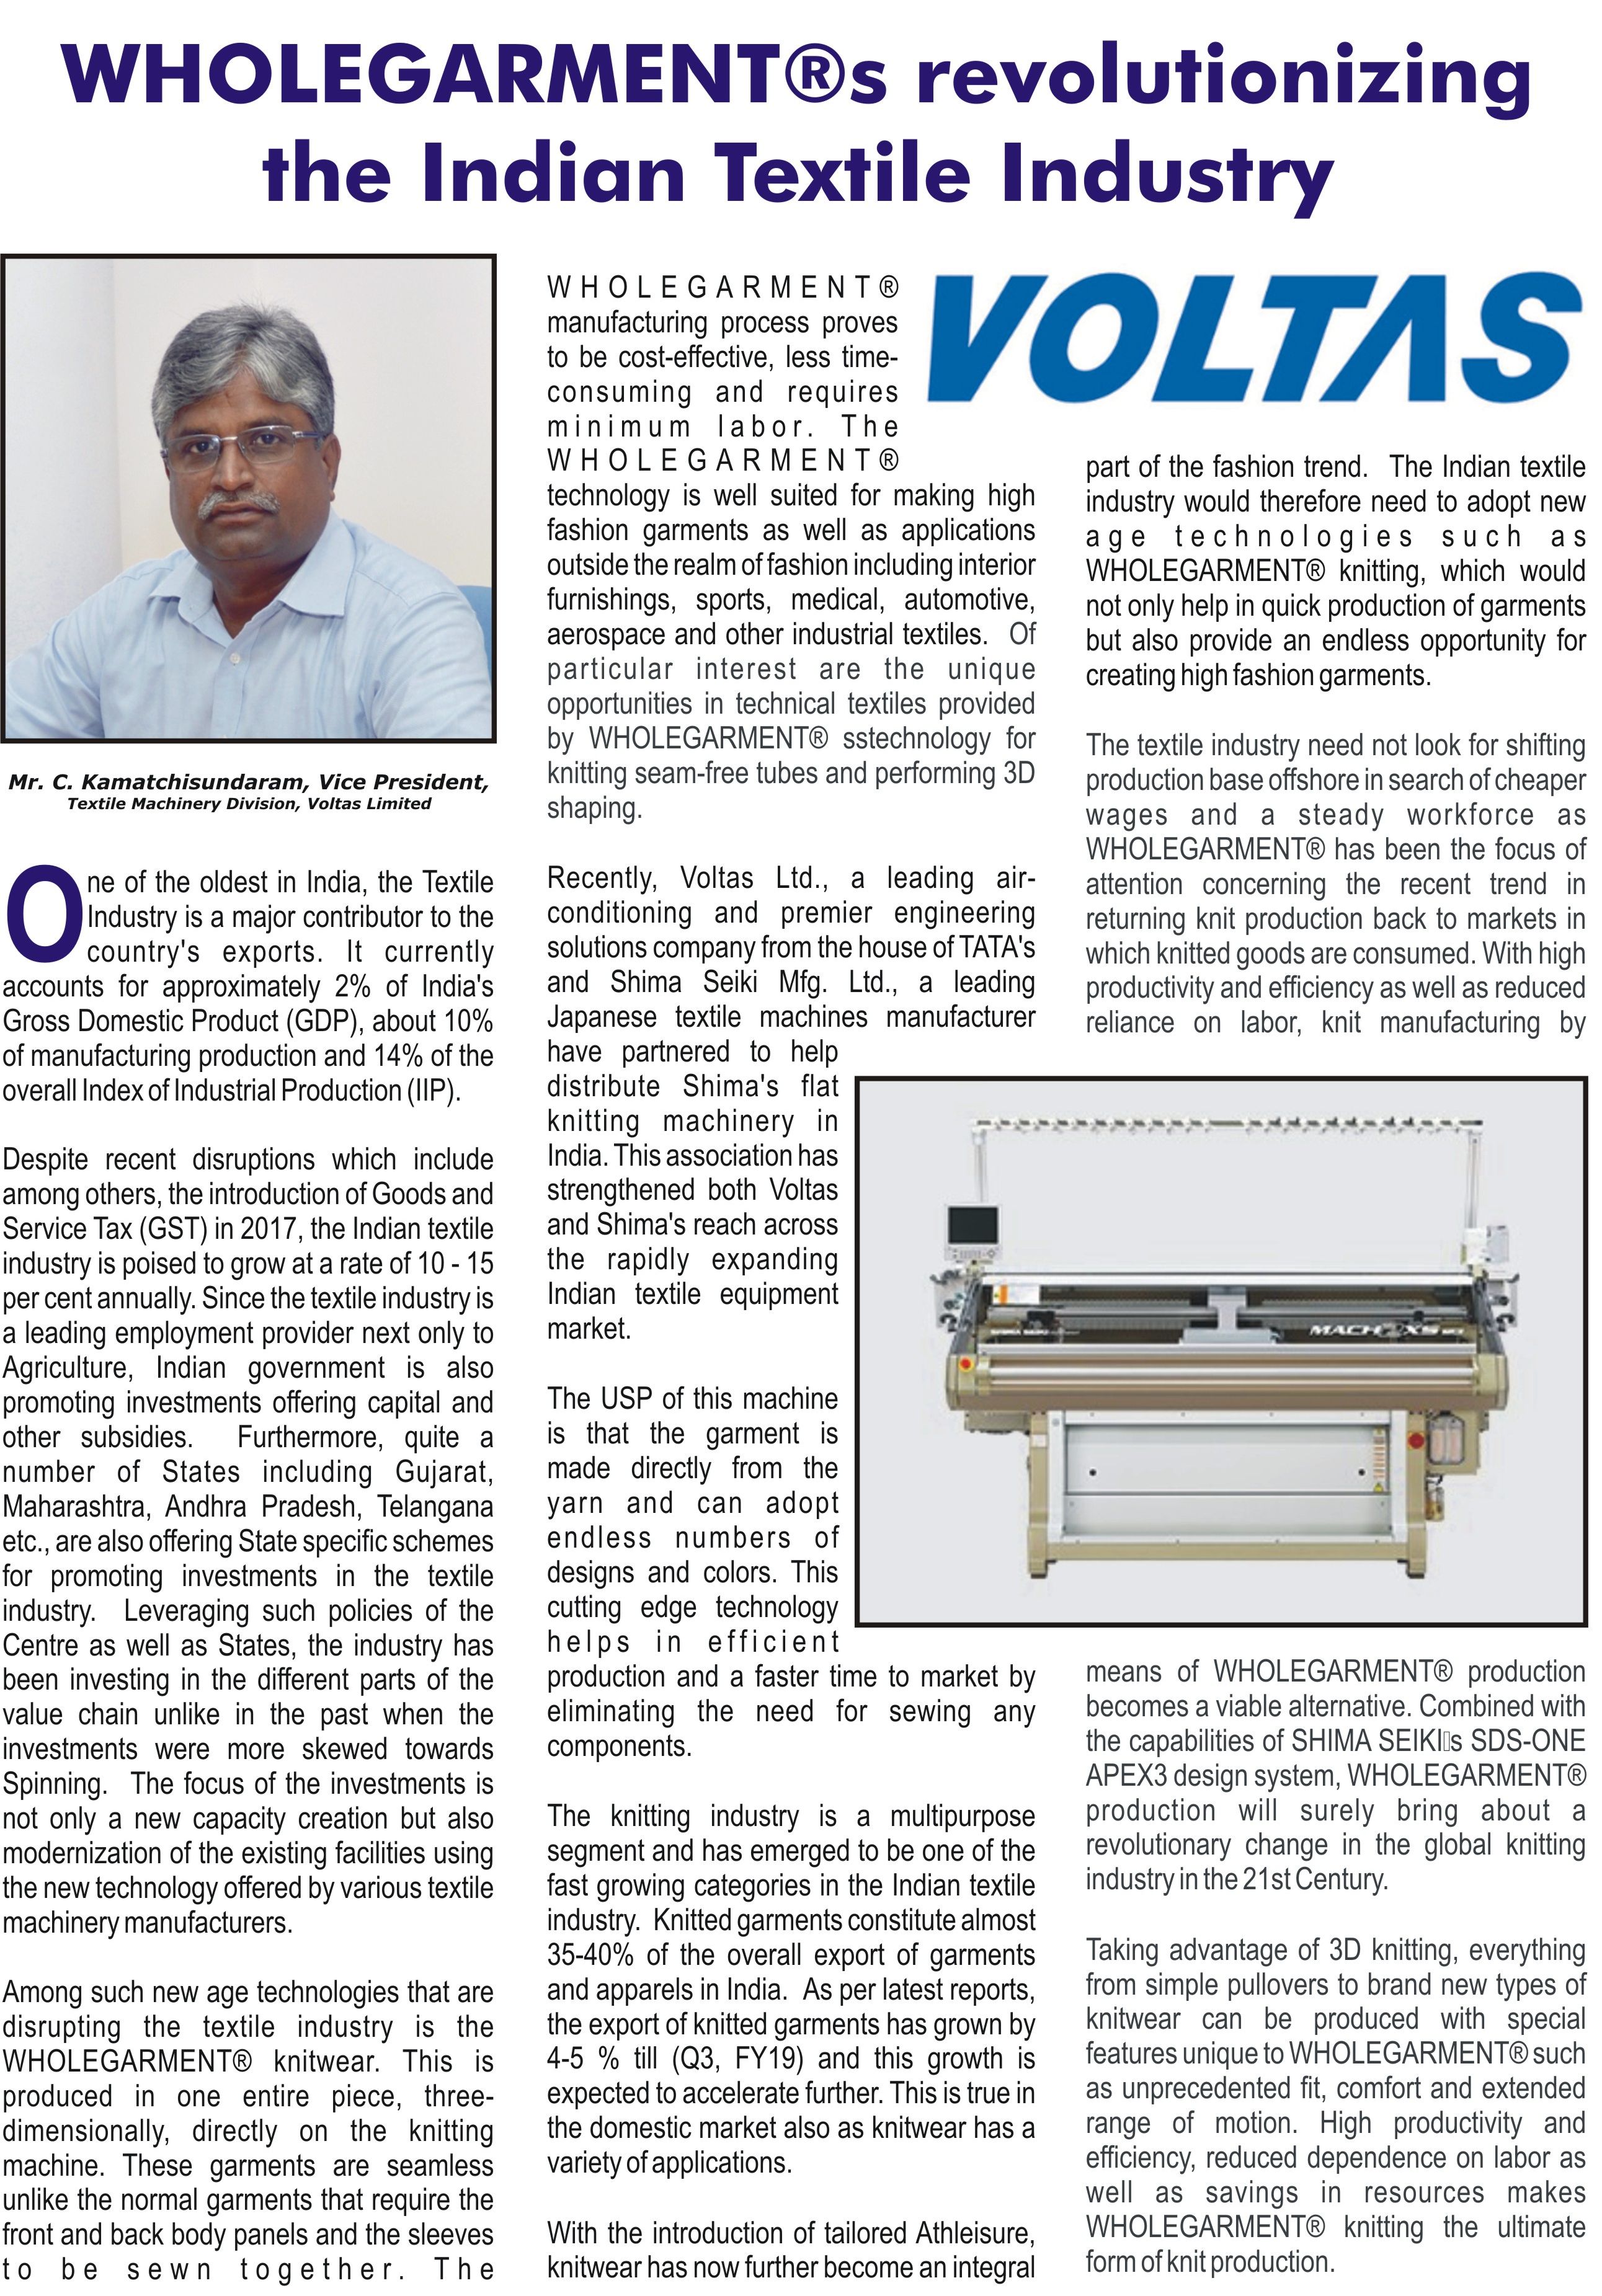 WHOLEGARMENT®s revolutionizing
the Indian Textile Industry
Mr. C. Kamatchisundaram, Vice President,
Textile Machinery Division, Voltas Limited
One of the oldest in India, the Textile
Industry is a major contributor to the
country's exports. It currently
accounts for approximately 2% of India's
Gross Domestic Product (GDP), about 10%
of manufacturing production and 14% of the
overall Index of Industrial Production (IIP).
Despite recent disruptions which include
among others, the introduction of Goods and
Service Tax (GST) in 2017, the Indian textile
industry is poised to grow at a rate of 10 - 15
per cent annually. Since the textile industry is
a leading employment provider next only to
Agriculture, Indian government is also
promoting investments offering capital and
other subsidies. Furthermore, quite a
number of States including Gujarat,
Maharashtra, Andhra Pradesh, Telangana
etc., are also offering State specific schemes
for promoting investments in the textile
industry. Leveraging such policies of the
Centre as well as States, the industry has
been investing in the different parts of the
value chain unlike in the past when the
investments were more skewed towards
Spinning. The focus of the investments is
not only a new capacity creation but also
modernization of the existing facilities using
the new technology offered by various textile
machinery manufacturers.
Among such new age technologies that are
disrupting the textile industry is the
WHOLEGARMENT® knitwear. This is
produced in one entire piece, three-
dimensionally, directly on the knitting
machine. These garments are seamless
unlike the normal garments that require the
front and back body panels and the sleeves
to be sewn together. The
WHOLEGARMENT®
manufacturing process proves
to be cost-effective, less time-
consuming and requires
minimum labor. The
WHOLEGARMENT®
technology is well suited for making high
fashion garments as well as applications
outside the realm of fashion including interior
furnishings, sports, medical, automotive,
aerospace and other industrial textiles. Of
particular interest are the unique
opportunities in technical textiles provided
by WHOLEGARMENT® sstechnology for
knitting seam-free tubes and performing 3D
shaping.
Recently, Voltas Ltd., a leading air-
conditioning and premier engineering
solutions company from the house of TATA's
and Shima Seiki Mfg. Ltd., a leading
Japanese textile machines manufacturer
have partnered to help
distribute Shima's flat
knitting machinery in
India. This association has
strengthened both Voltas
and Shima's reach across
the rapidly expanding
Indian textile equipment
market.
The USP of this machine
is that the garment is
made directly from the
yarn and can adopt
endless numbers of
designs and colors. This
cutting edge technology
helps in efficient
production and a faster time to market by
eliminating the need for sewing any
components.
The knitting industry is a multipurpose
segment and has emerged to be one of the
fast growing categories in the Indian textile
industry. Knitted garments constitute almost
35-40% of the overall export of garments
and apparels in India. As per latest reports,
the export of knitted garments has grown by
4-5 % till (Q3, FY19) and this growth is
expected to accelerate further. This is true in
the domestic market also as knitwear has a
variety of applications.
With the introduction of tailored Athleisure,
knitwear has now further become an integral
VOLTAS
part of the fashion trend. The Indian textile
industry would therefore need to adopt new
age technologies such as
WHOLEGARMENT® knitting, which would
not only help in quick production of garments
but also provide an endless opportunity for
creating high fashion garments.
The textile industry need not look for shifting
production base offshore in search of cheaper
wages and a steady workforce as
WHOLEGARMENT® has been the focus of
attention concerning the recent trend in
returning knit production back to markets in
which knitted goods are consumed. With high
productivity and efficiency as well as reduced
reliance on labor, knit manufacturing by
MACH2XS
means of WHOLEGARMENT® production
becomes a viable alternative. Combined with
the capabilities of SHIMA SEIKI▯s SDS-ONE
APEX3 design system, WHOLEGARMENT®
production will surely bring about a
revolutionary change in the global knitting
industry in the 21st Century.
Taking advantage of 3D knitting, everything
from simple pullovers to brand new types of
knitwear can be produced with special
features unique to WHOLEGARMENT® such
as unprecedented fit, comfort and extended
range of motion. High productivity and
efficiency, reduced dependence on labor as
well as savings in resources makes
WHOLEGARMENT® knitting the ultimate
form of knit production.